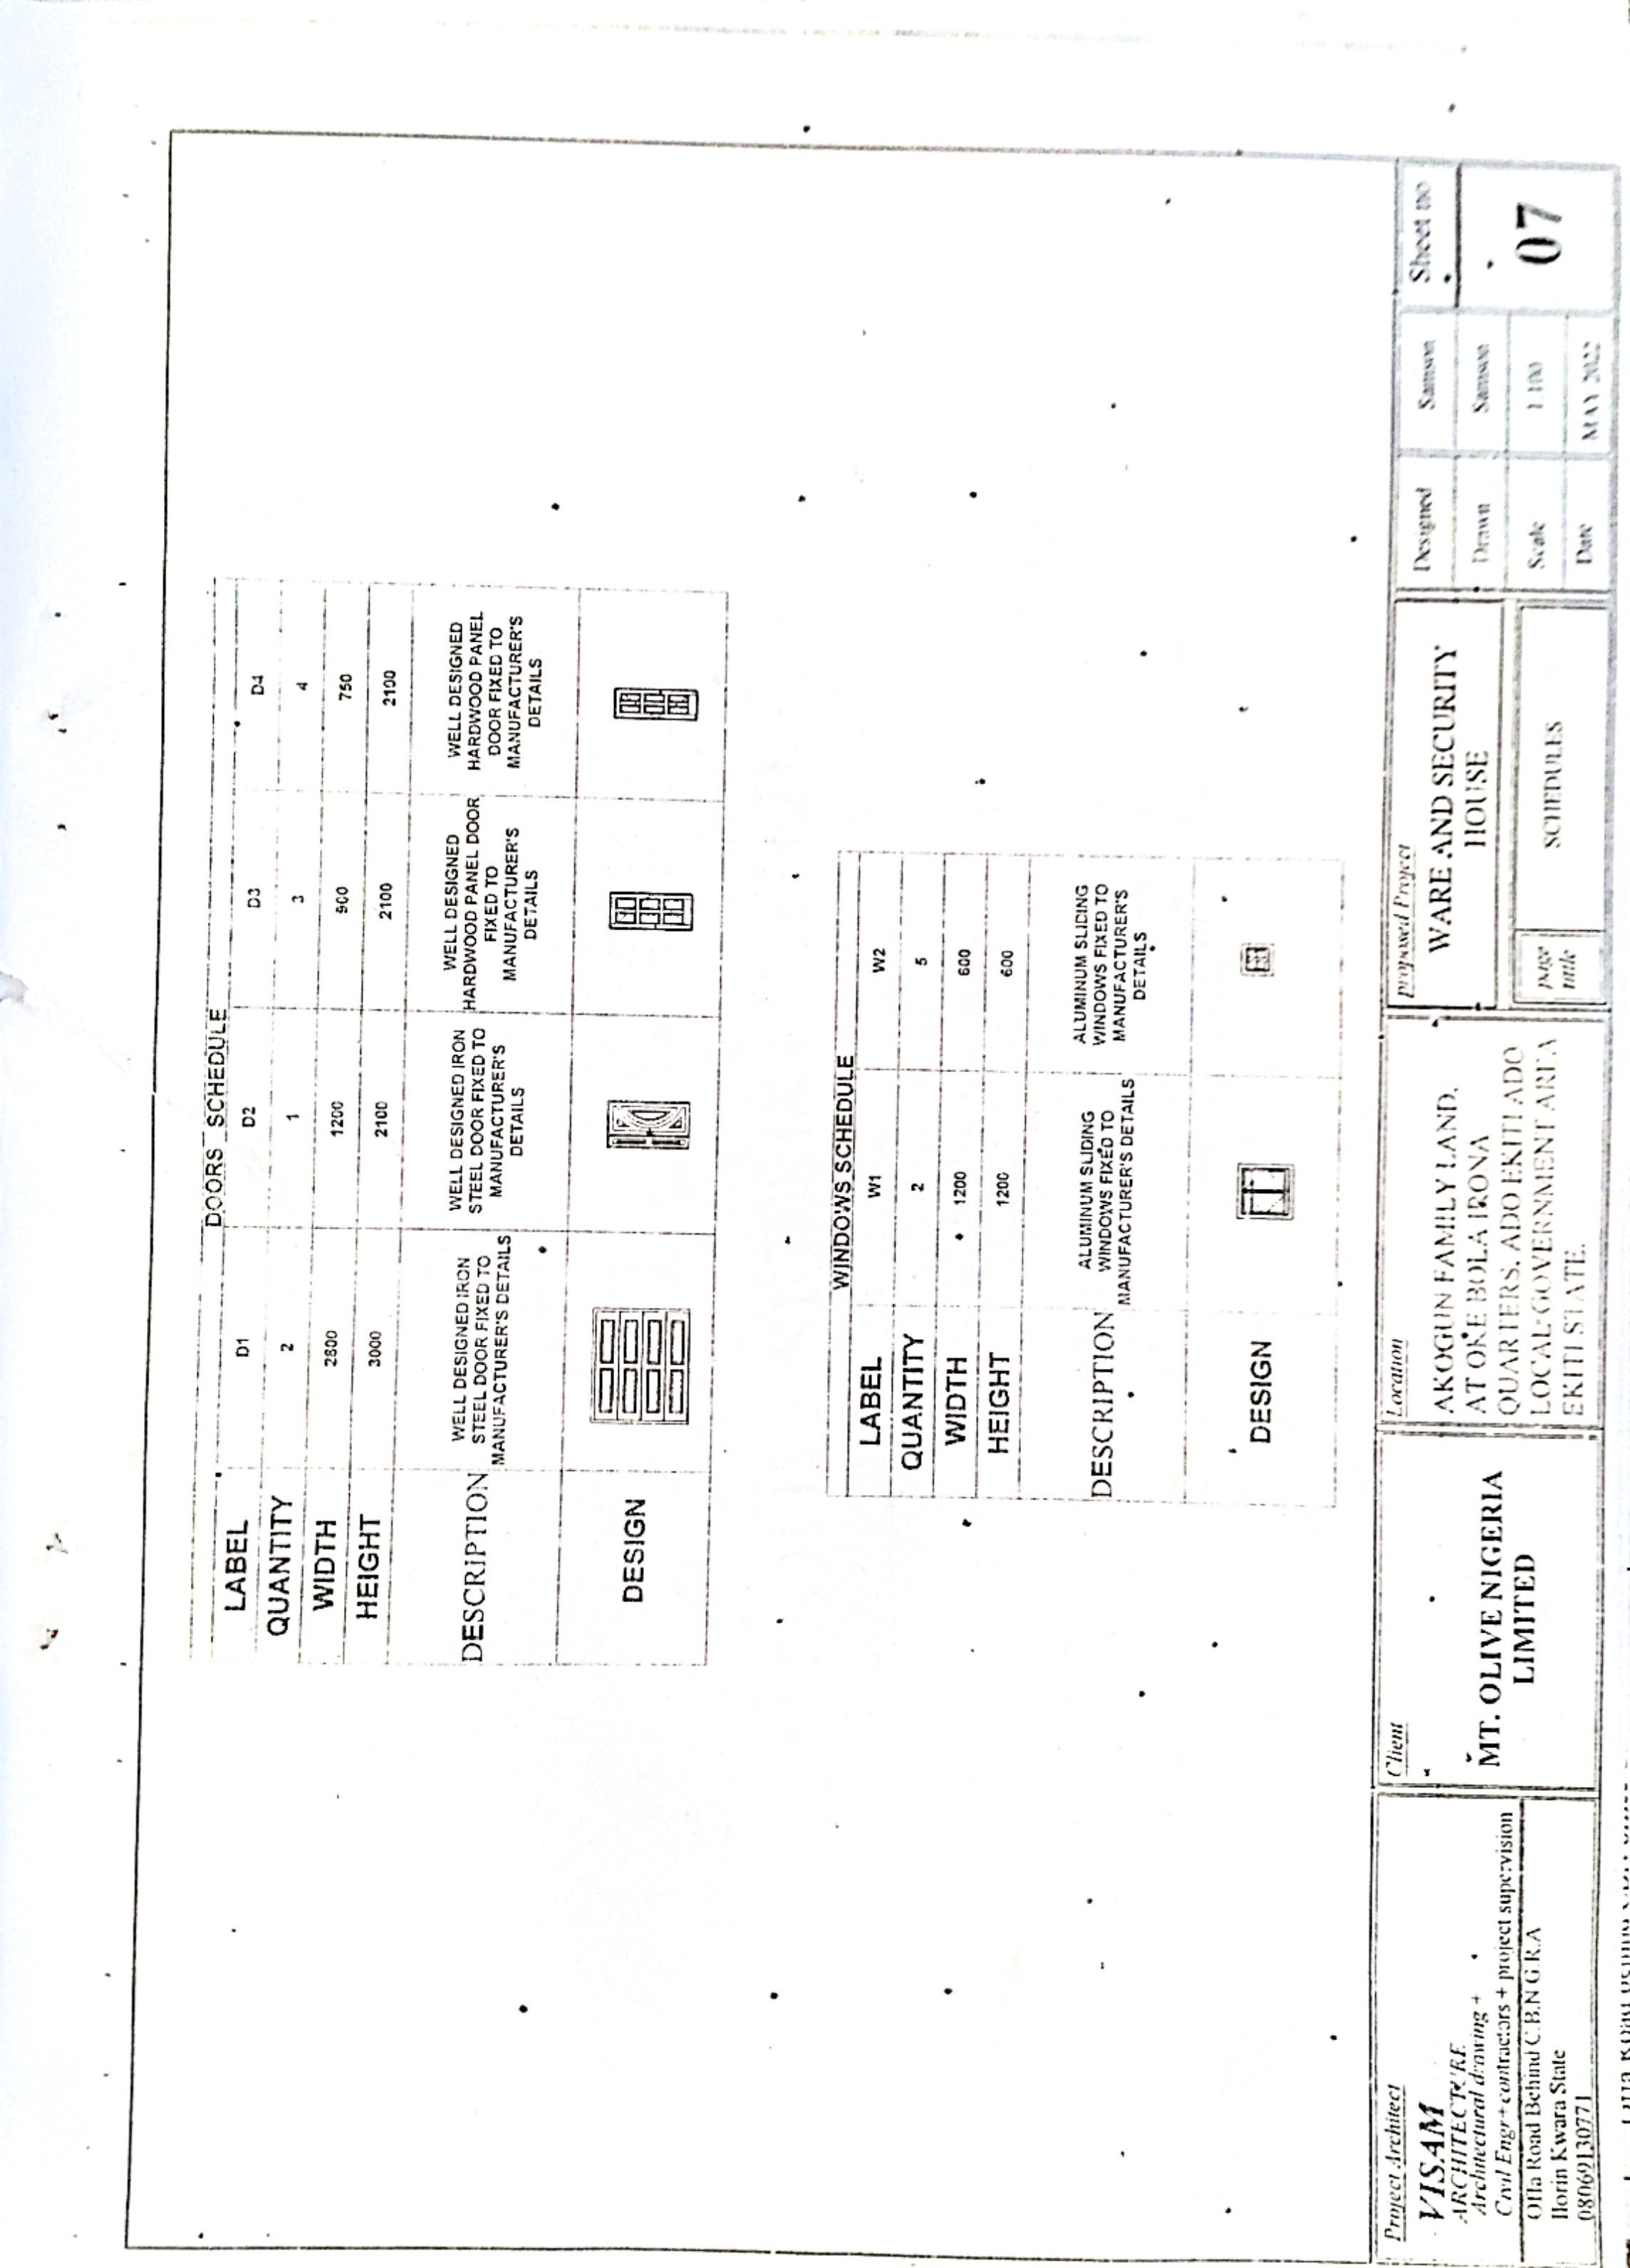 DOORS SCHEDULE
LABEL D1 D2 D3 D4
QUANTITY 2 1 3 4
WIDTH 2800 1200 900 750
HEIGHT 3000 2100 2100 2100
DESCRIPTION
WELL DESIGNED IRON
STEEL DOOR FIXED TO
MANUFACTURER'S DETAILS
WELL DESIGNED IRON
STEEL DOOR FIXED TO
MANUFACTURER'S
DETAILS
WELL DESIGNED
HARDWOOD PANEL DOOR
FIXED TO
MANUFACTURER'S
DETAILS
WELL DESIGNED
HARDWOOD PANEL
DOOR FIXED TO
MANUFACTURER'S
DETAILS
DESIGN
WINDOWS SCHEDULE
LABEL W1 W2
QUANTITY 2 5
WIDTH 1200 600
HEIGHT 1200 600
DESCRIPTION
ALUMINUM SLIDING
WINDOWS FIXED TO
MANUFACTURER'S DETAILS
ALUMINUM SLIDING
WINDOWS FIXED TO
MANUFACTURER'S
DETAILS
DESIGN
Project Architect
VISAM
ARCHITECTURE
Architectural drawing +
Civil Engr+ contractors + project supervision
Offa Road Behind C.B.N G.R.A
Ilorin Kwara State
08069130771
Client
MT. OLIVE NIGERIA
LIMITED
Location
AKOGUN FAMILY LAND,
AT OKE BOLA IRONA
QUARTERS, ADO EKITI ADO
LOCAL GOVERNMENT AREA
EKITI STATE.
proposed Project
WARE AND SECURITY
HOUSE
page
title
SCHEDULES
Designed Samson
Drawn Samson
Scale 1:100
Date MAY 2022
Sheet no
07